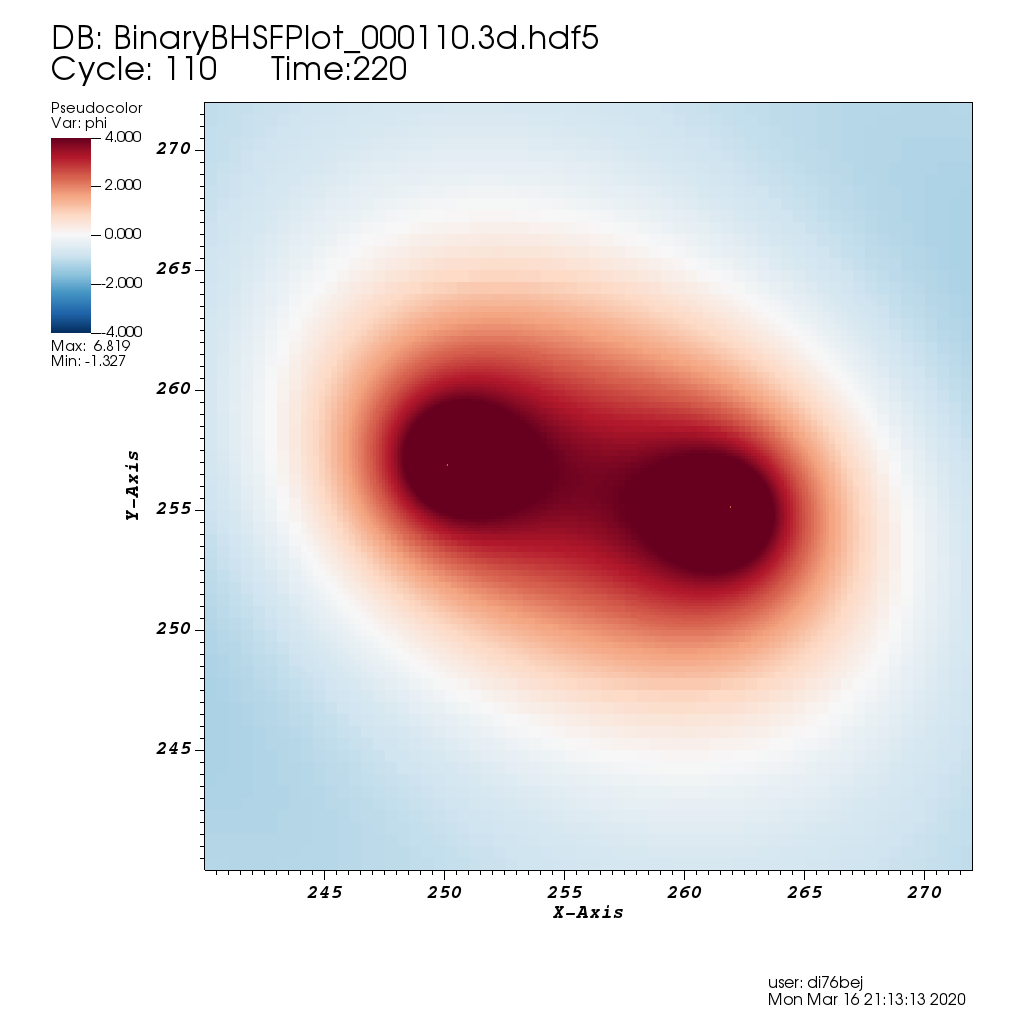 DB: BinaryBHSFPlot_000110.3d.hdf5
Cycle: 110 Time:220
Pseudocolor
Var: phi
4.000
2.000
0.000
-2.000
-4.000
Max: 6.819
Min: -1.327
270
265
260
255
250
245
Y-Axis
245 250 255 260 265 270
X-Axis
user: di76bej
Mon Mar 16 21:13:13 2020